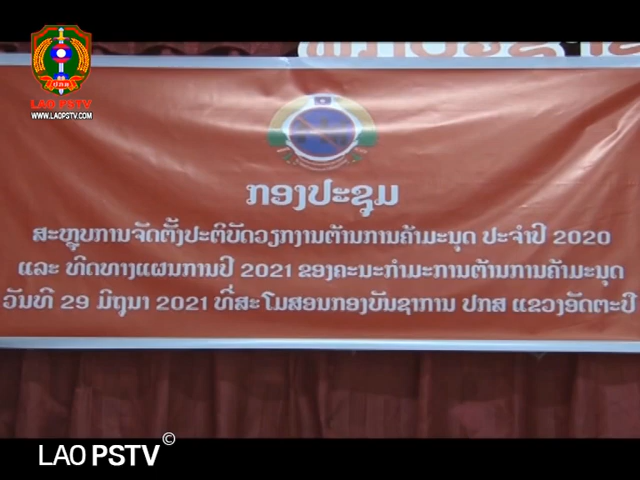 ປກສ
LAO PSTV
WWW.LAOPSTV.COM
ກອງປະຊຸມ
ສະຫຼຸບການຈັດຕັ້ງປະຕິບັດວຽກງານຕ້ານການຄ້າມະນຸດ ປະຈຳປີ 2020
ແລະ ທິດທາງແຜນການປີ 2021 ຂອງຄະນະກຳມະການຕ້ານການຄ້າມະນຸດ
ວັນທີ 29 ມິຖຸນາ 2021 ທີ່ສະໂມສອນກອງບັນຊາການ ປກສ ແຂວງອັດຕະປື
LAO PSTV©